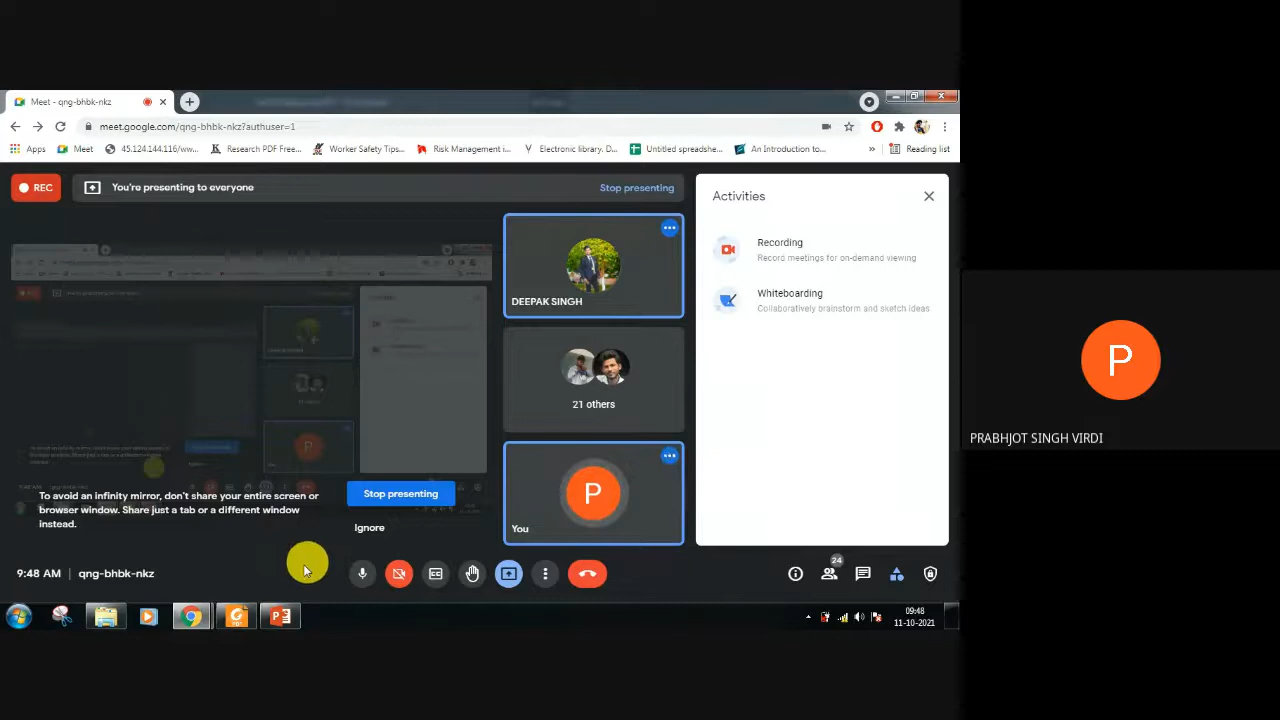 Meet - qng-bhbk-nkz
meet.google.com/qng-bhbk-nkz?authuser=1
Apps
Meet
45.124.144.116/ww...
Research PDF Free...
Worker Safety Tips...
Risk Management i...
Electronic library. D...
Untitled spreadshe...
An Introduction to...
»
Reading list
REC
You're presenting to everyone
Stop presenting
Activities
Recording
Record meetings for on-demand viewing
Whiteboarding
Collaboratively brainstorm and sketch ideas
DEEPAK SINGH
21 others
P
You
To avoid an infinity mirror, don't share your entire screen or
browser window. Share just a tab or a different window
instead.
Stop presenting
Ignore
9:48 AM | qng-bhbk-nkz
24
09:48
11-10-2021
P
PRABHJOT SINGH VIRDI